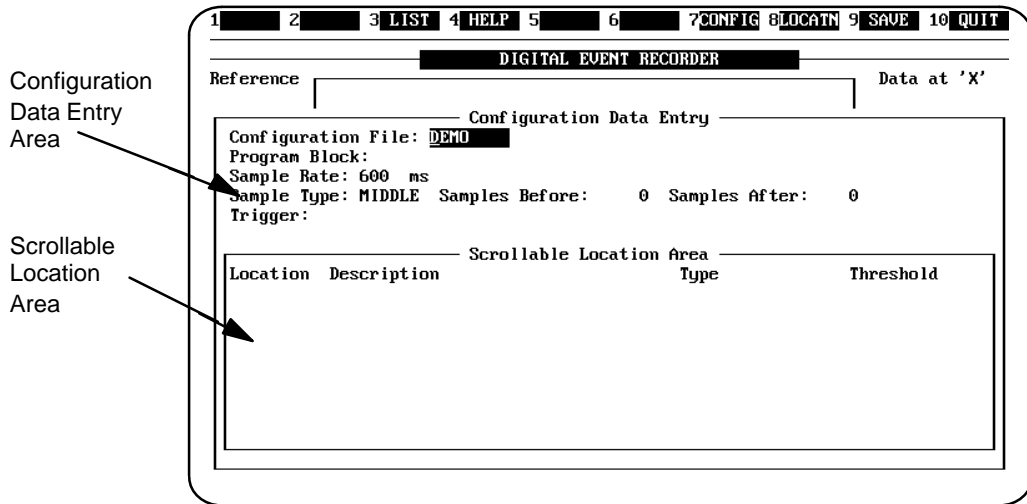 1 2 3 LIST 4 HELP 5 6 7CONFIG 8LOCATN 9 SAVE 10 QUIT
DIGITAL EVENT RECORDER
Reference Data at 'X'
Configuration Data Entry
Configuration File: DEMO
Program Block:
Sample Rate: 600 ms
Sample Type: MIDDLE Samples Before: 0 Samples After: 0
Trigger:
Scrollable Location Area
Location Description Type Threshold
Configuration
Data Entry
Area
Scrollable
Location
Area